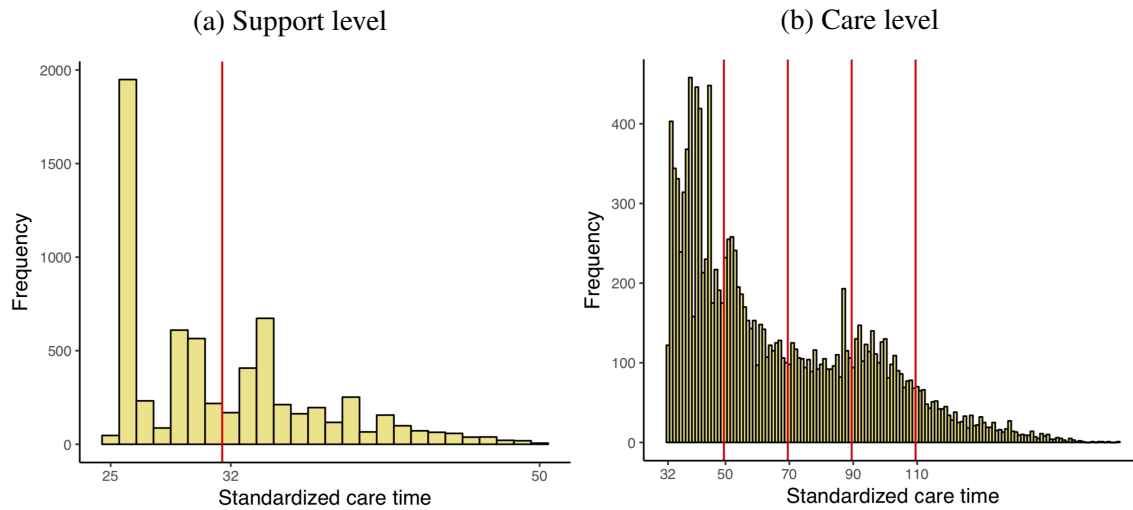 (a) Support level
2000
1500
1000
500
0
Frequency
25 32 50
Standardized care time
(b) Care level
400
300
200
100
0
Frequency
32 50 70 90 110
Standardized care time